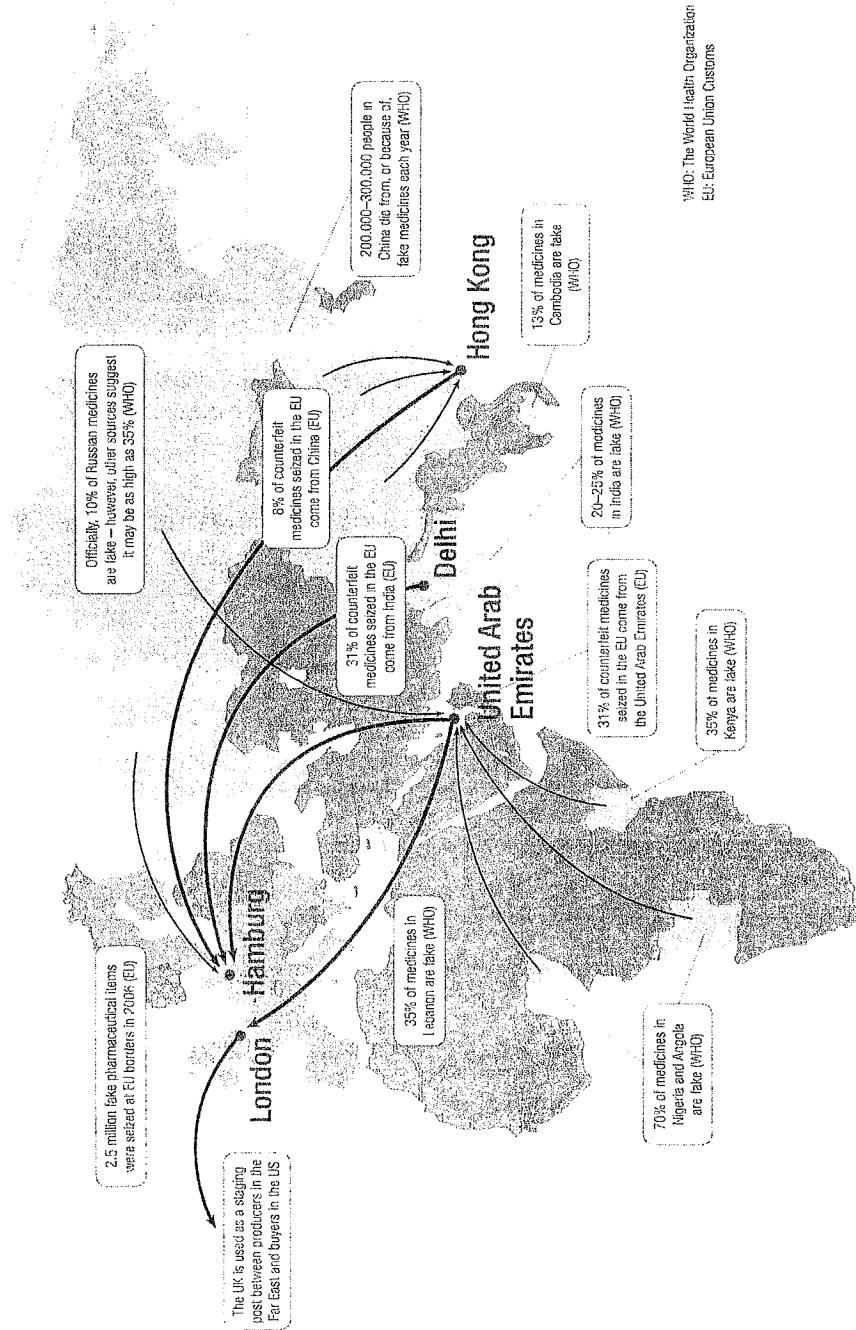 2.5 million fake pharmaceutical items
were seized at EU borders in 2006 (EU)
Officially, 10% of Russian medicines
are fake – however, other sources suggest
it may be as high as 35% (WHO)
The UK is used as a staging
post between producers in the
Far East and buyers in the US
London
Hamburg
8% of counterfeit
medicines seized in the EU
come from China (EU)
200,000–300,000 people in
China die from, or because of,
fake medicines each year (WHO)
31% of counterfeit
medicines seized in the EU
come from India (EU)
35% of medicines in
Lebanon are fake (WHO)
Delhi
Hong Kong
United Arab
Emirates
13% of medicines in
Cambodia are fake
(WHO)
20–25% of medicines
in India are fake (WHO)
31% of counterfeit medicines
seized in the EU come from
the United Arab Emirates (EU)
70% of medicines in
Nigeria and Angola
are fake (WHO)
35% of medicines in
Kenya are fake (WHO)
WHO: The World Health Organization
EU: European Union Customs